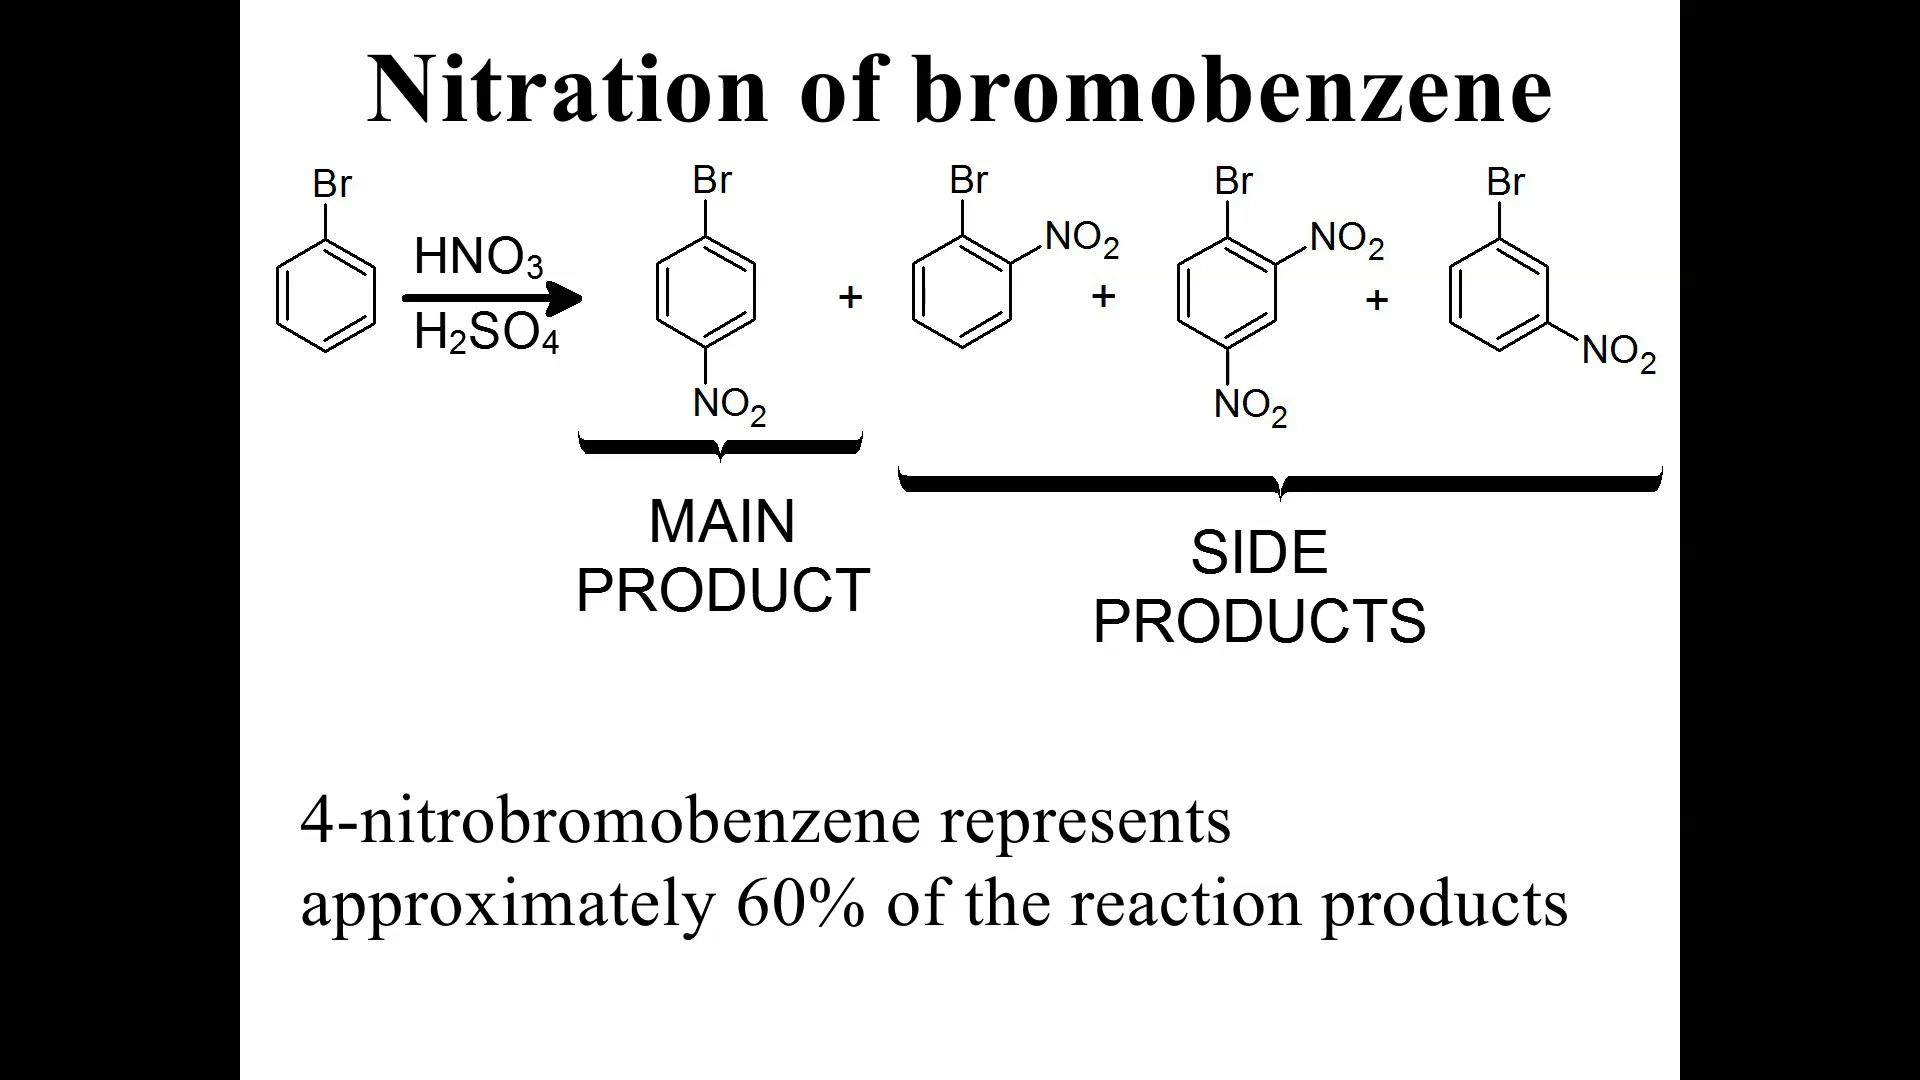 Nitration of bromobenzene
Br
HNO3
H2SO4
Br
NO2
+
Br
NO2
+
Br
NO2
NO2
+
Br
NO2
MAIN
PRODUCT
SIDE
PRODUCTS
4-nitrobromobenzene represents
approximately 60% of the reaction products